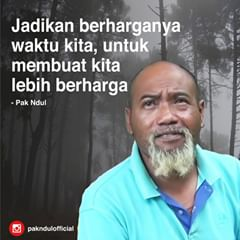 Jadikan berharganya
waktu kita, untuk
membuat kita
lebih berharga
- Pak Ndul
pakndulofficial